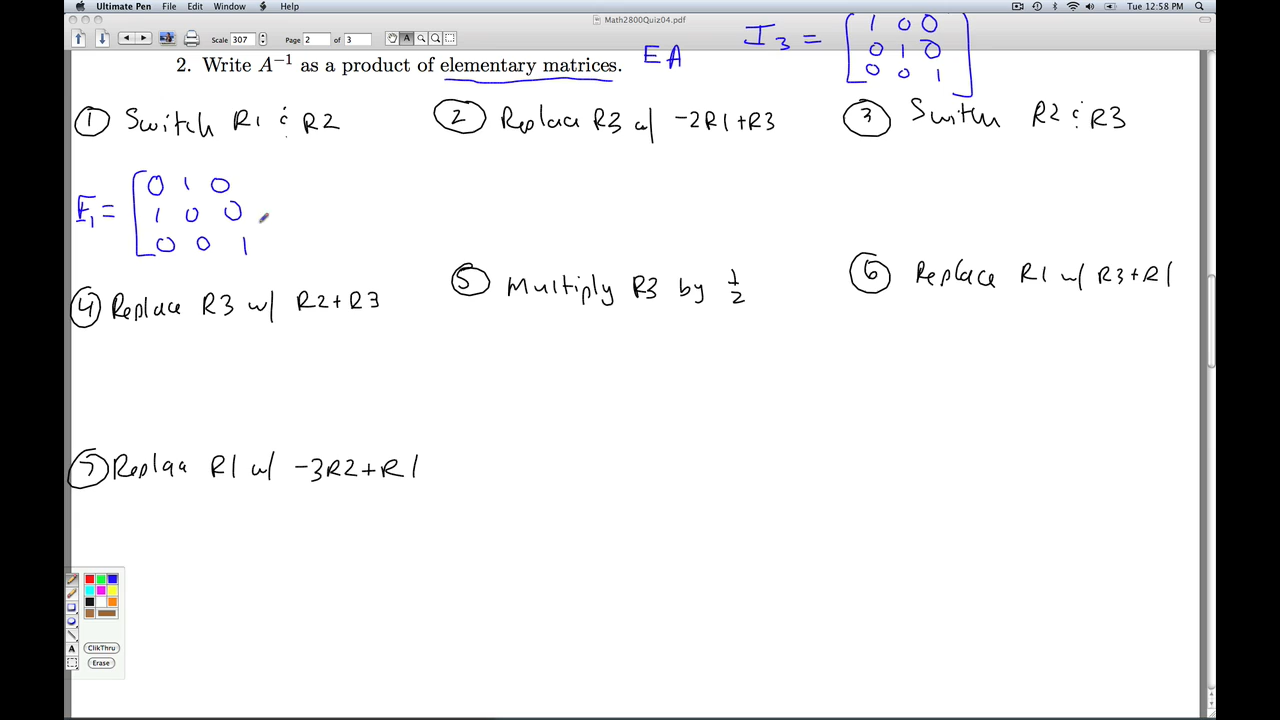 Ultimate Pen File Edit Window Help Tue 12:58 PM
Math2800Quiz04.pdf
Scale 307 Page 2 of 3
I₃ = [1 0 0
0 1 0
0 0 1]
2. Write A⁻¹ as a product of elementary matrices. EA
① Switch R1 & R2
② Replace R3 w/ -2R1+R3
③ Switch R2 & R3
E₁ = [0 1 0
1 0 0
0 0 1
④ Replace R3 w/ R2+R3
⑤ Multiply R3 by 1/2
⑥ Replace R1 w/ R3+R1
⑦ Replace R1 w/ -3R2+R1
A
ClikThru
Erase